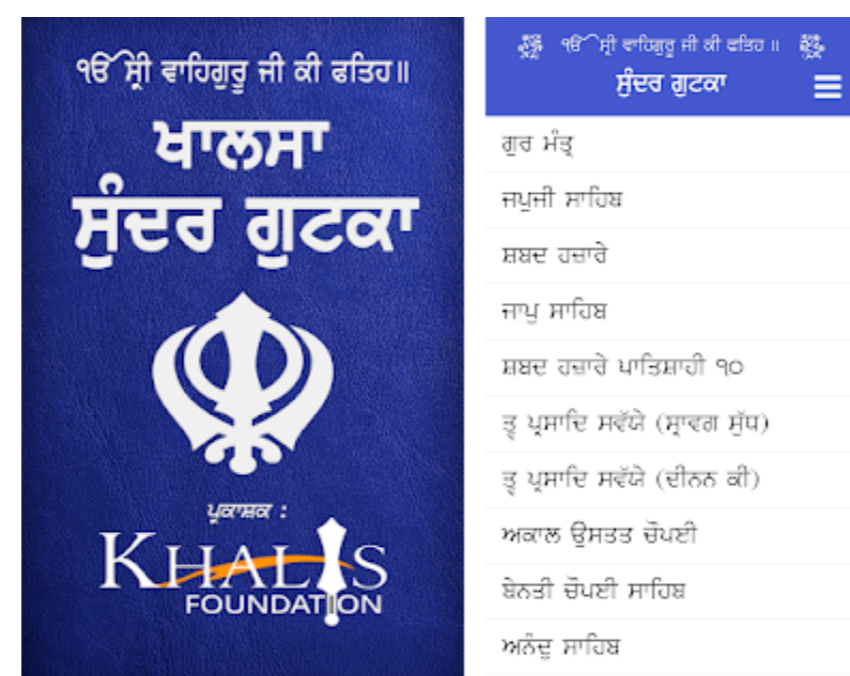 ੴ ਸ੍ਰੀ ਵਾਹਿਗੁਰੂ ਜੀ ਕੀ ਫਤਿਹ॥
ਖਾਲਸਾ
ਸੁੰਦਰ ਗੁਟਕਾ
ਪ੍ਰਕਾਸ਼ਕ :
KHALIS
FOUNDATION
ੴ ਸ੍ਰੀ ਵਾਹਿਗੁਰੂ ਜੀ ਕੀ ਫਤਿਹ ॥
ਸੁੰਦਰ ਗੁਟਕਾ
ਗੁਰ ਮੰਤ੍ਰ
ਜਪੁਜੀ ਸਾਹਿਬ
ਸ਼ਬਦ ਹਜ਼ਾਰੇ
ਜਾਪੁ ਸਾਹਿਬ
ਸ਼ਬਦ ਹਜ਼ਾਰੇ ਪਾਤਿਸ਼ਾਹੀ ੧੦
ਤ੍ਵ ਪ੍ਰਸਾਦਿ ਸਵੱਯੇ (ਸ੍ਰਾਵਗ ਸੁੱਧ)
ਤ੍ਵ ਪ੍ਰਸਾਦਿ ਸਵੱਯੇ (ਦੀਨਨ ਕੀ)
ਅਕਾਲ ਉਸਤਤ ਚੌਪਈ
ਬੇਨਤੀ ਚੌਪਈ ਸਾਹਿਬ
ਅਨੰਦੁ ਸਾਹਿਬ